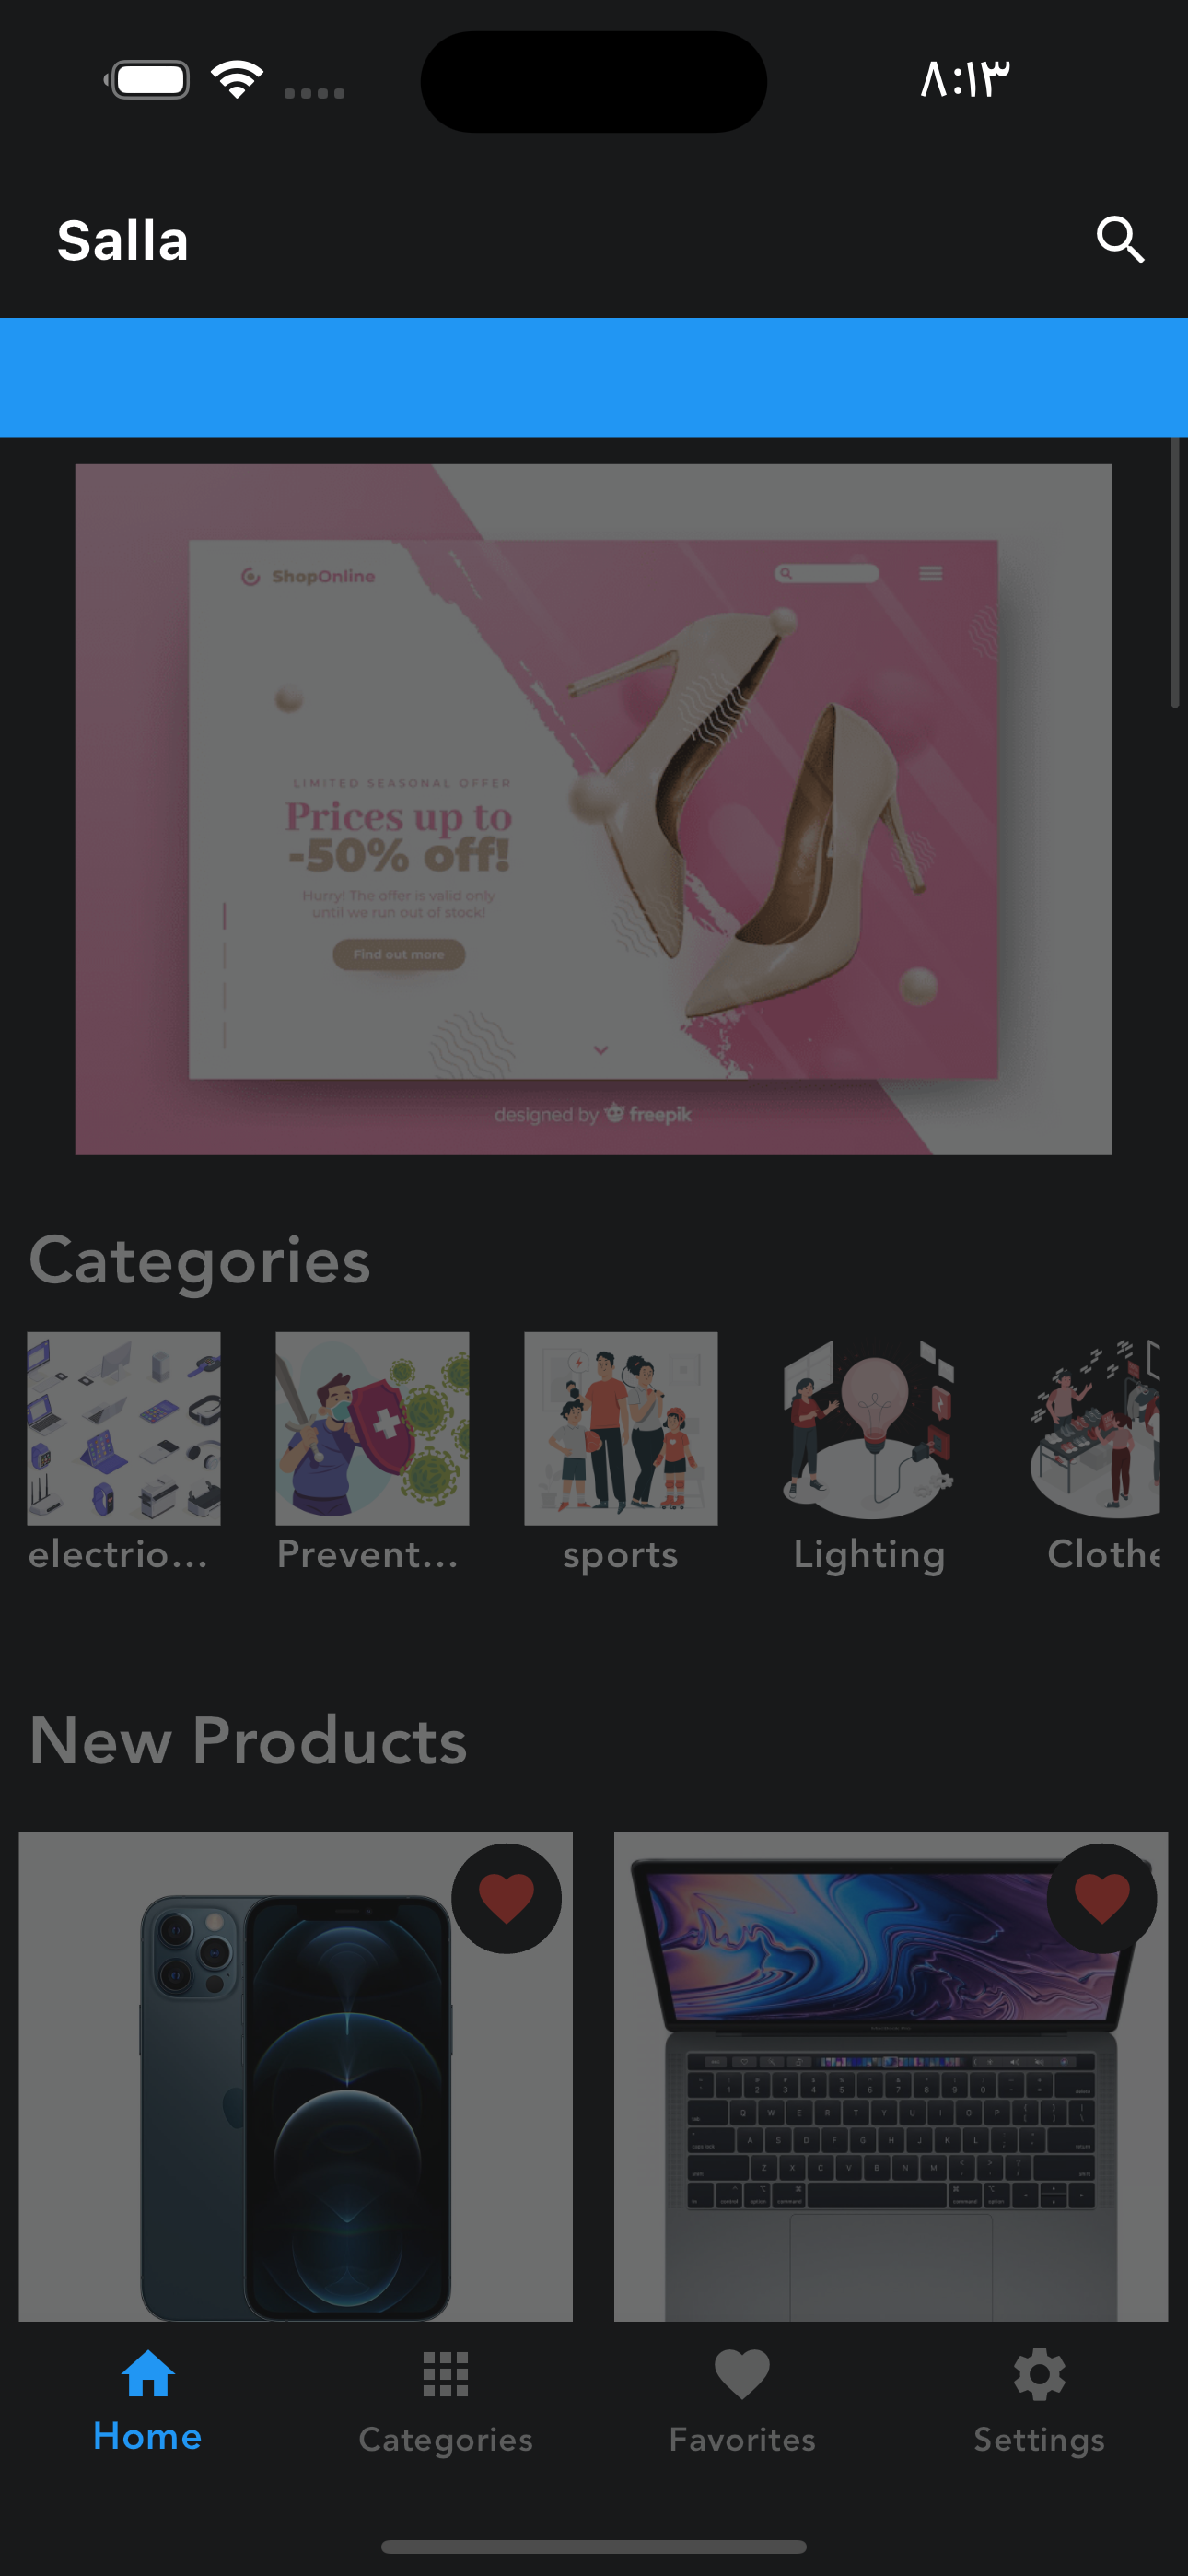 ٨:١٣
Salla
ShopOnline
LIMITED SEASONAL OFFER
Prices up to
-50% off!
Hurry! The offer is valid only
until we run out of stock!
Find out more
designed by freepik
Categories
electrio...
Prevent...
sports
Lighting
Clothe
New Products
Home
Categories
Favorites
Settings